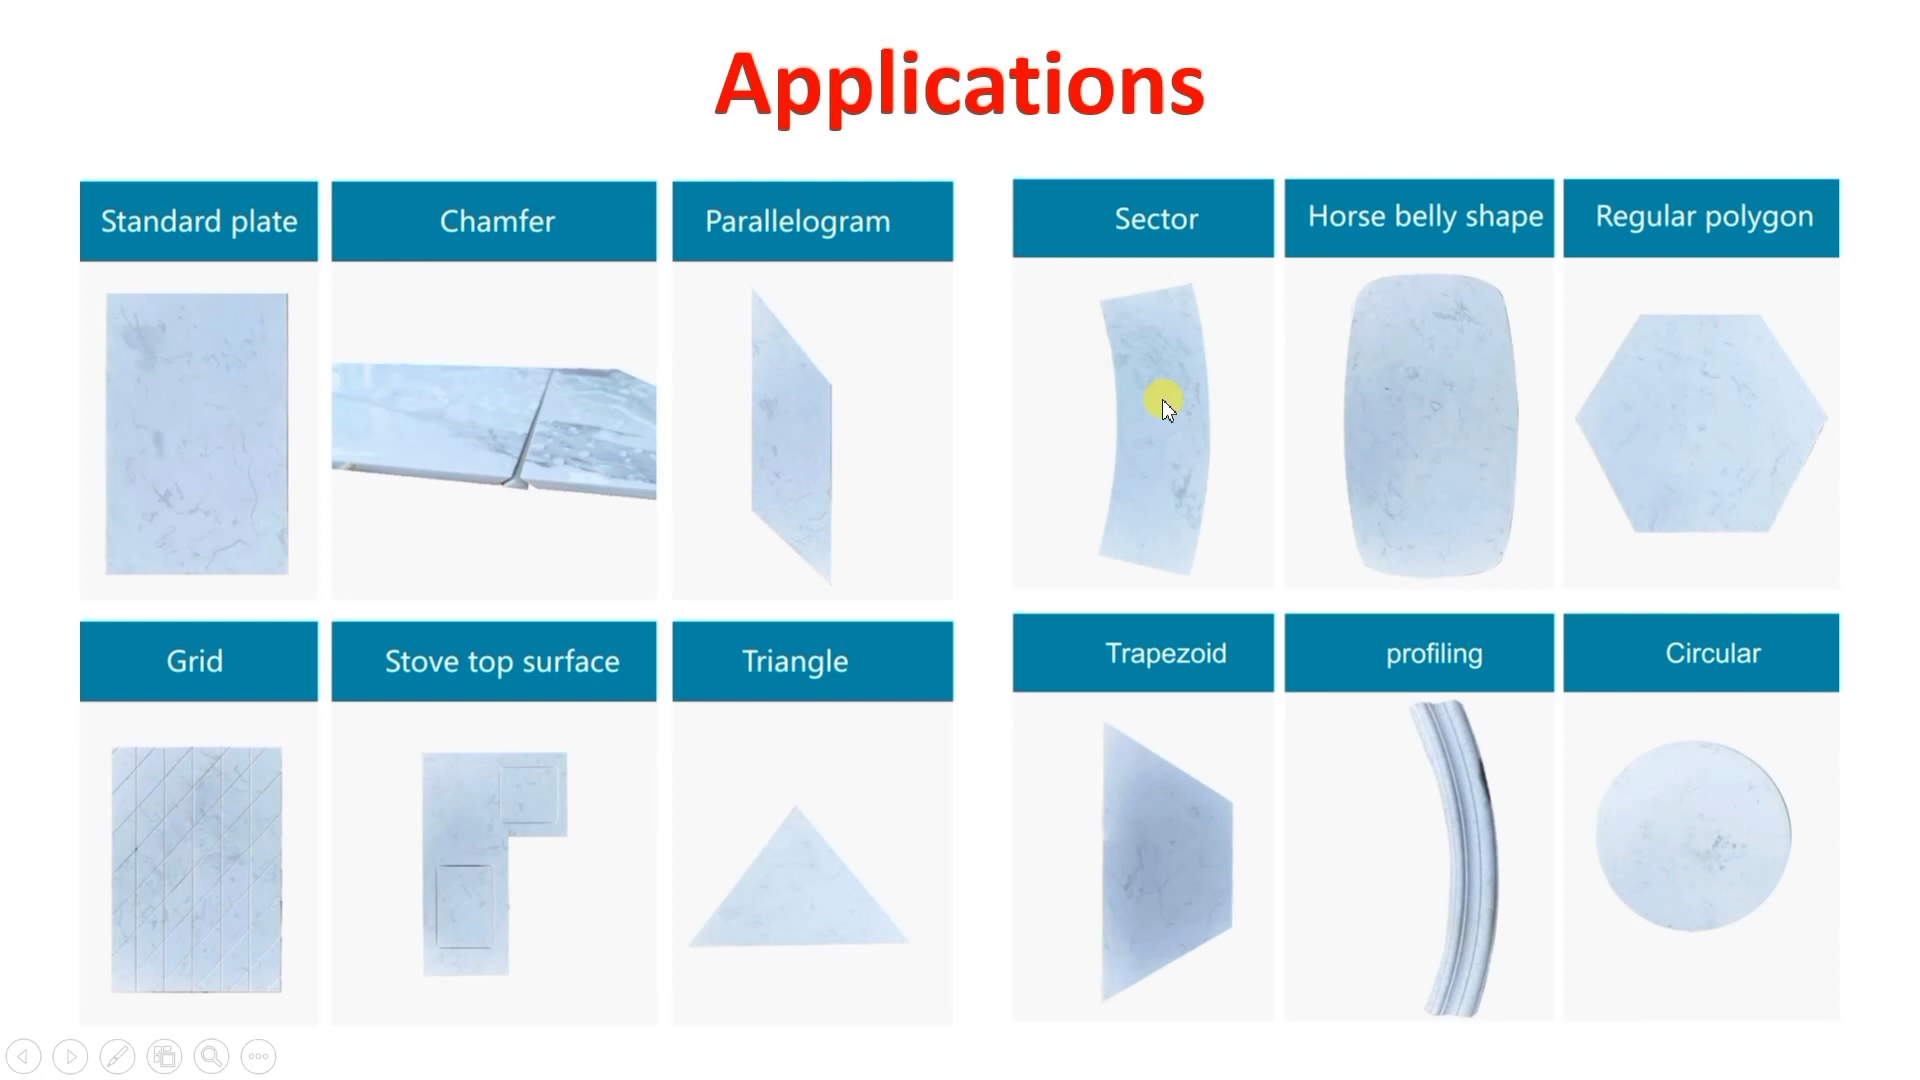 Applications
Standard plate
Chamfer
Parallelogram
Sector
Horse belly shape
Regular polygon
Grid
Stove top surface
Triangle
Trapezoid
profiling
Circular